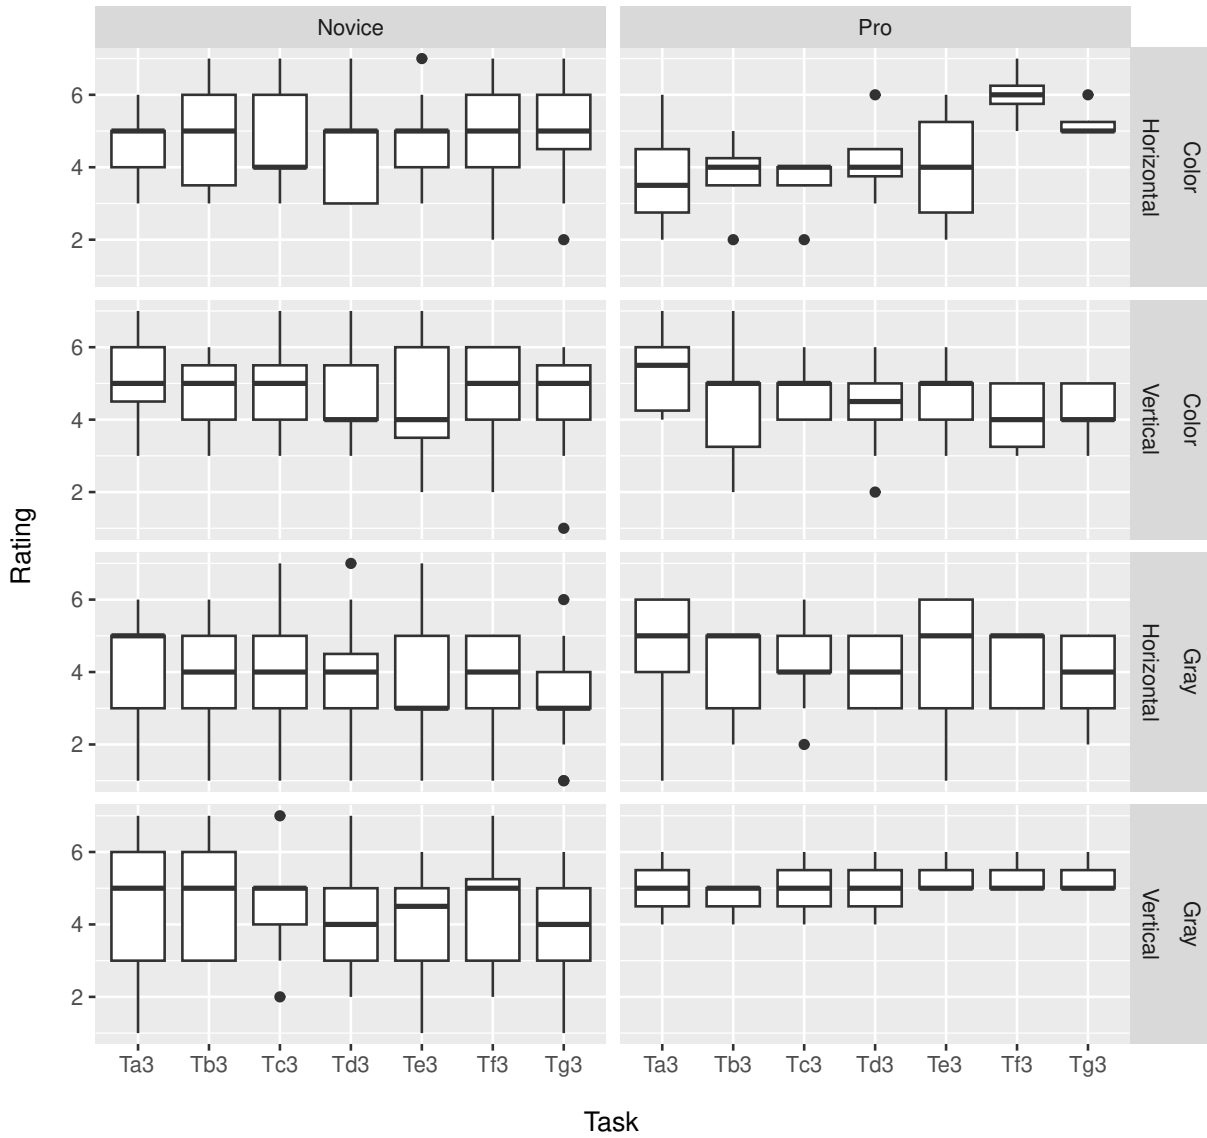 Novice
Pro
6
4
2
Color
Horizontal
6
4
2
Color
Vertical
Rating
6
4
2
Gray
Horizontal
6
4
2
Gray
Vertical
Ta3 Tb3 Tc3 Td3 Te3 Tf3 Tg3
Ta3 Tb3 Tc3 Td3 Te3 Tf3 Tg3
Task